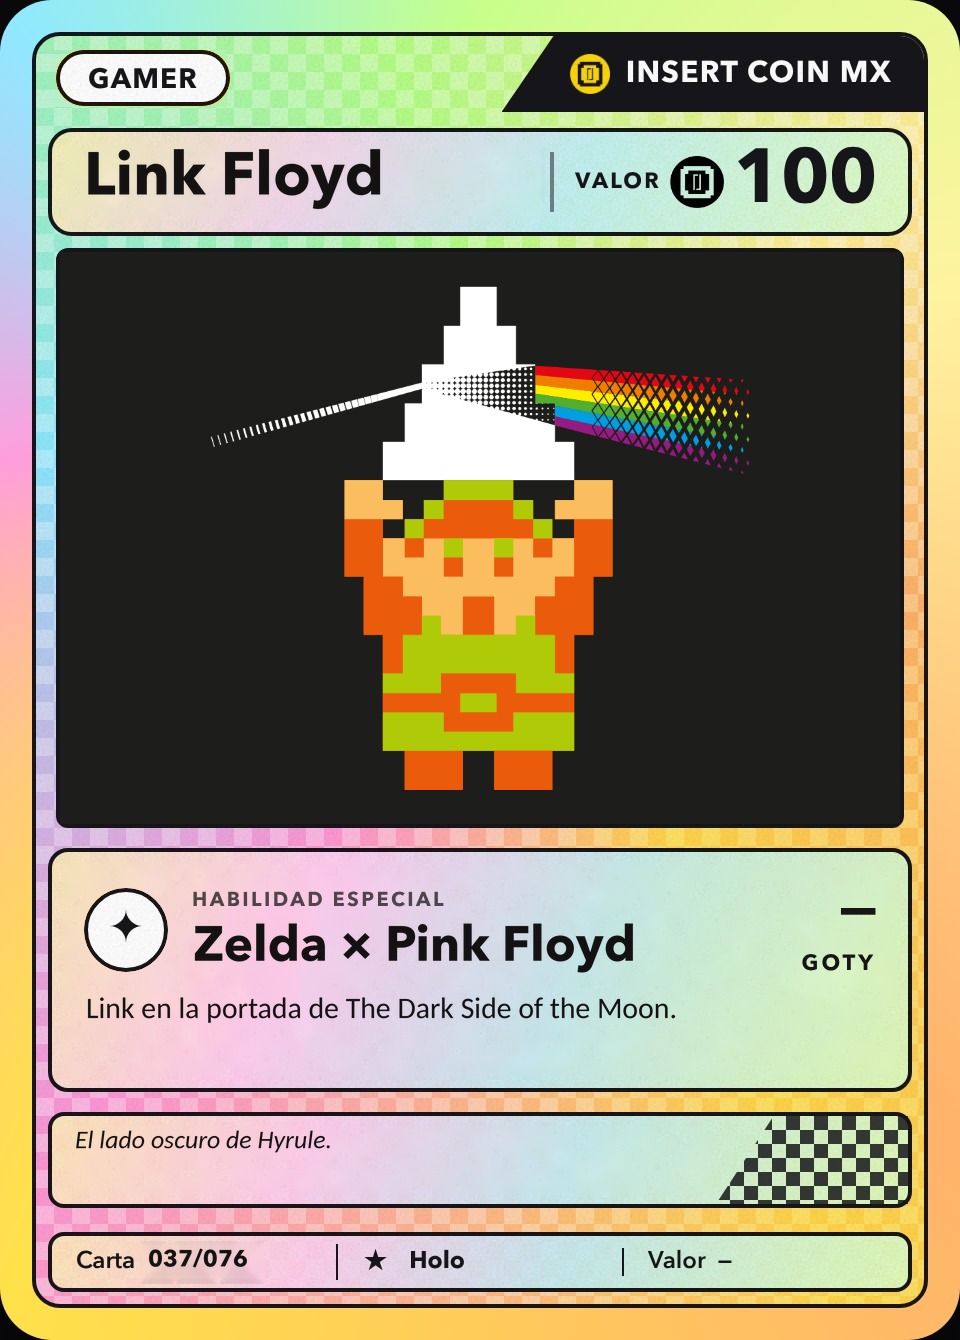 GAMER
INSERT COIN MX
Link Floyd
VALOR 100
HABILIDAD ESPECIAL
Zelda × Pink Floyd
–
GOTY
Link en la portada de The Dark Side of the Moon.
El lado oscuro de Hyrule.
Carta 037/076 ★ Holo Valor –